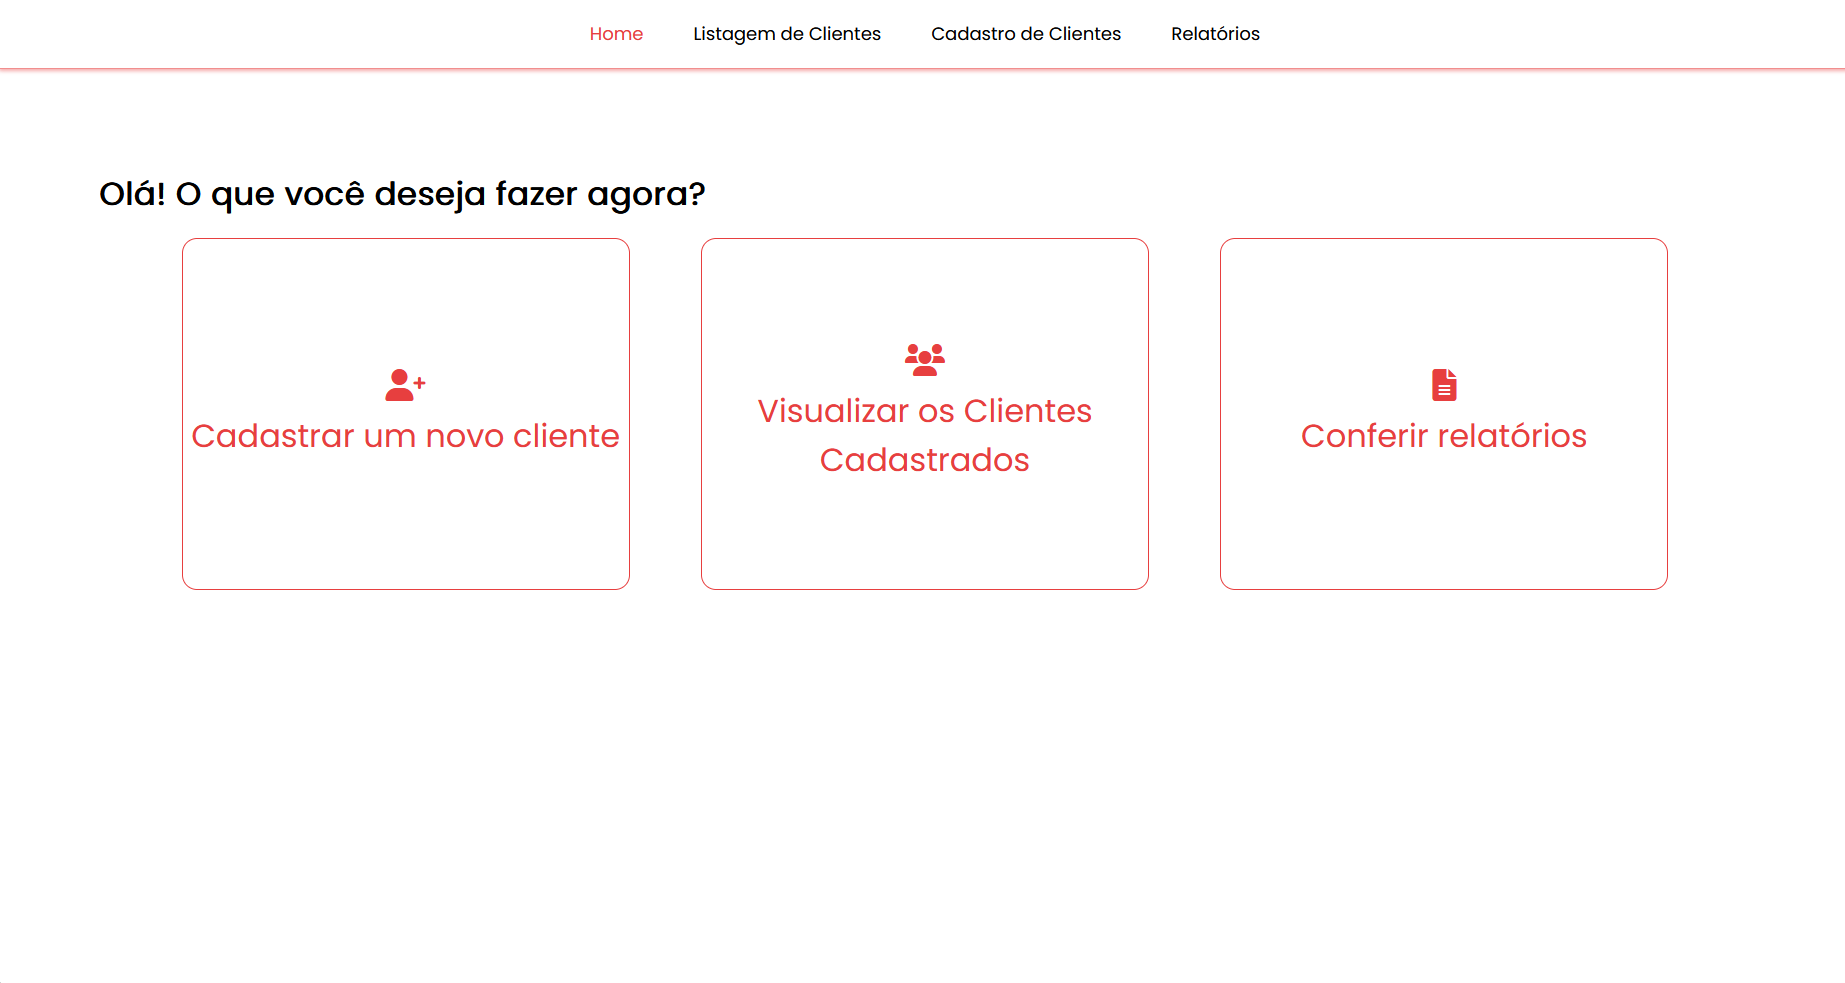 Home Listagem de Clientes Cadastro de Clientes Relatórios
Olá! O que você deseja fazer agora?
Cadastrar um novo cliente
Visualizar os Clientes
Cadastrados
Conferir relatórios